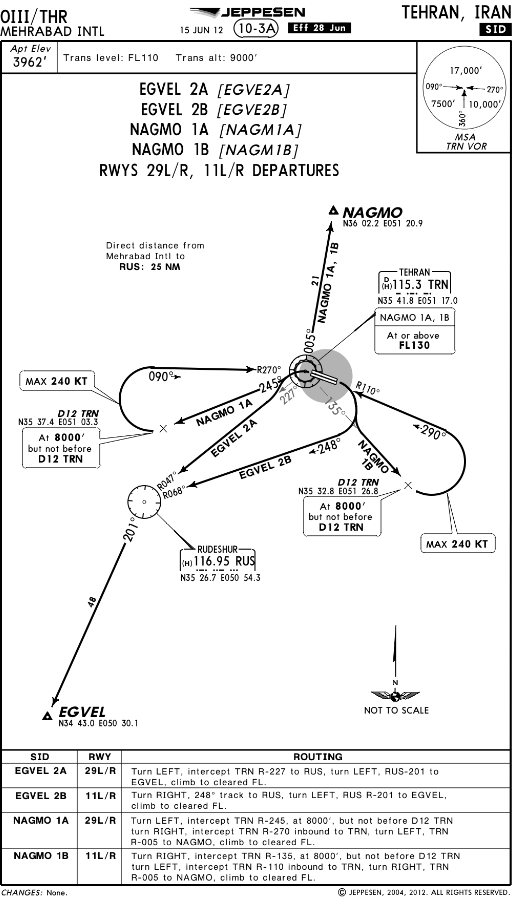 OIII/THR
MEHRABAD INTL
JEPPESEN
15 JUN 12 10-3A Eff 28 Jun
TEHRAN, IRAN
SID
Apt Elev
3962'
Trans level: FL110 Trans alt: 9000'
EGVEL 2A [EGVE2A]
EGVEL 2B [EGVE2B]
NAGMO 1A [NAGM1A]
NAGMO 1B [NAGM1B]
RWYS 29L/R, 11L/R DEPARTURES
17,000'
090° 270°
7500' 10,000'
360°
MSA
TRN VOR
NAGMO
N36 02.2 E051 20.9
Direct distance from
Mehrabad Intl to
RUS: 25 NM
21
NAGMO 1A, 1B
005°
TEHRAN
D
(H) 115.3 TRN
N35 41.8 E051 17.0
NAGMO 1A, 1B
At or above
FL130
MAX 240 KT
090°
R270°
245°
227°
135°
R110°
NAGMO 1A
D12 TRN
N35 37.4 E051 03.3
At 8000'
but not before
D12 TRN
EGVEL 2A
248°
EGVEL 2B
290°
NAGMO
1B
D12 TRN
N35 32.8 E051 26.8
At 8000'
but not before
D12 TRN
MAX 240 KT
R047°
R068°
201°
RUDESHUR
(H) 116.95 RUS
N35 26.7 E050 54.3
48
EGVEL
N34 43.0 E050 30.1
N
NOT TO SCALE
SID RWY ROUTING
EGVEL 2A 29L/R Turn LEFT, intercept TRN R-227 to RUS, turn LEFT, RUS-201 to
EGVEL, climb to cleared FL.
EGVEL 2B 11L/R Turn RIGHT, 248° track to RUS, turn LEFT, RUS R-201 to EGVEL,
climb to cleared FL.
NAGMO 1A 29L/R Turn LEFT, intercept TRN R-245, at 8000', but not before D12 TRN
turn RIGHT, intercept TRN R-270 inbound to TRN, turn LEFT, TRN
R-005 to NAGMO, climb to cleared FL.
NAGMO 1B 11L/R Turn RIGHT, intercept TRN R-135, at 8000', but not before D12 TRN
turn LEFT, intercept TRN R-110 inbound to TRN, turn RIGHT, TRN
R-005 to NAGMO, climb to cleared FL.
CHANGES: None.
© JEPPESEN, 2004, 2012. ALL RIGHTS RESERVED.